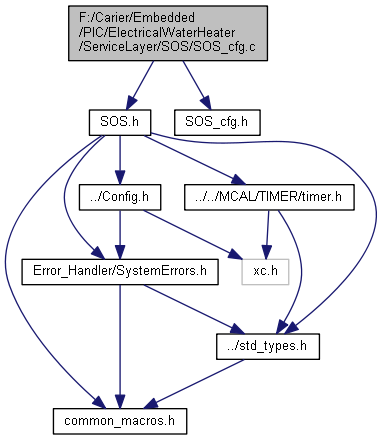 F:/Carier/Embedded
/PIC/ElectricalWaterHeater
/ServiceLayer/SOS/SOS_cfg.c
SOS.h
SOS_cfg.h
../Config.h
../../MCAL/TIMER/timer.h
Error_Handler/SystemErrors.h
xc.h
../std_types.h
common_macros.h